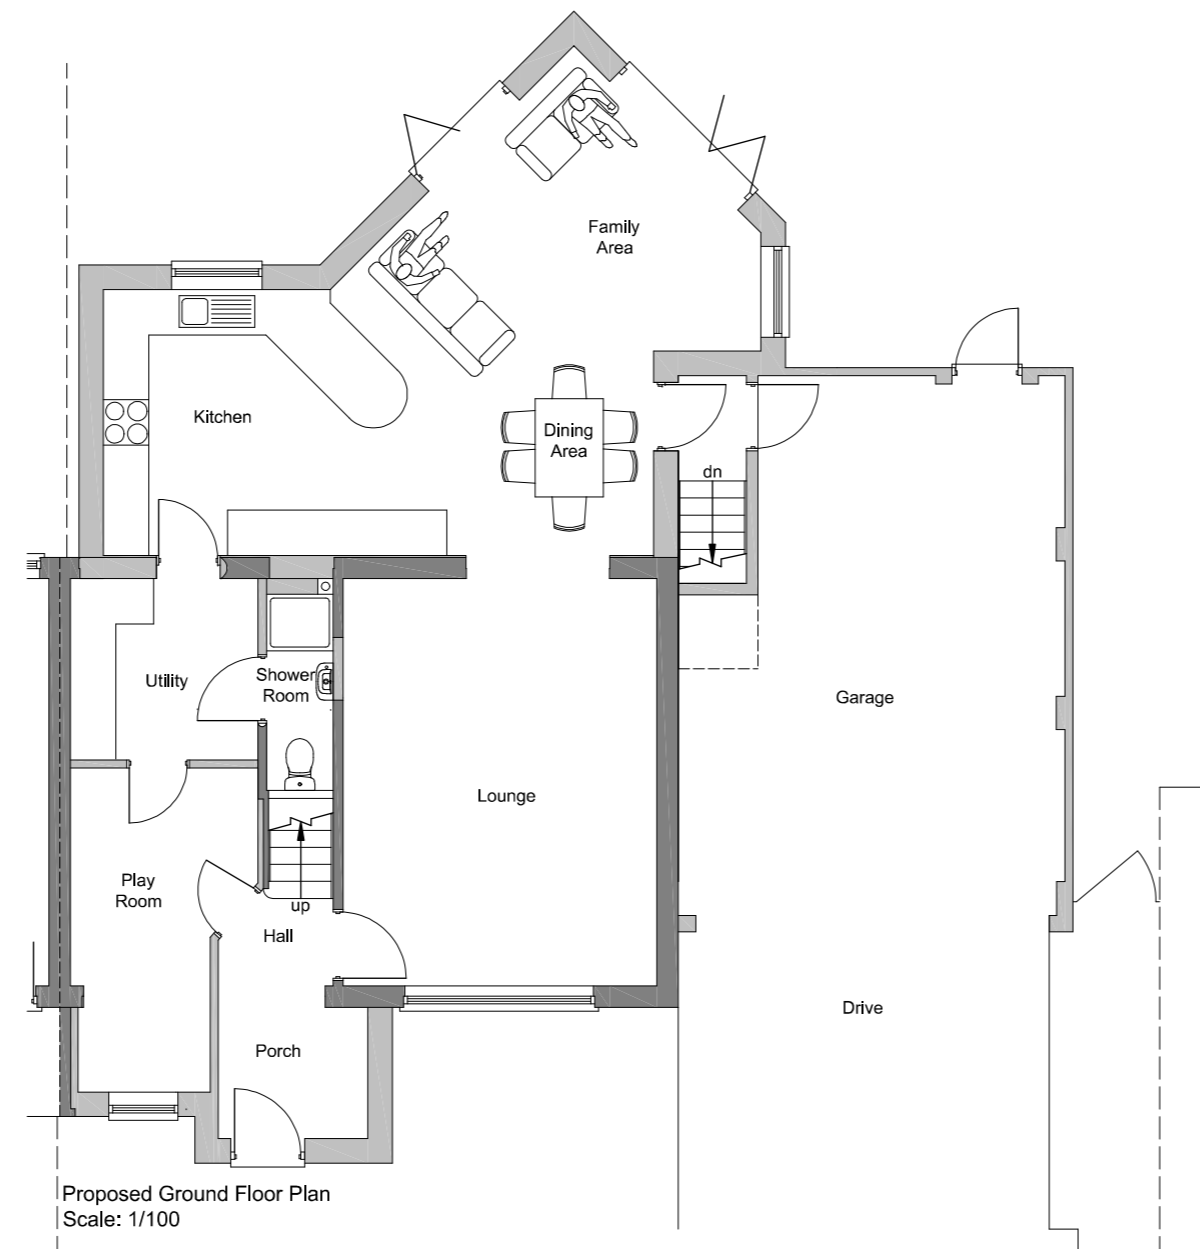 Family
Area
Kitchen
Dining
Area
dn
Utility
Shower
Room
Garage
Lounge
Play
Room
up
Hall
Drive
Porch
Proposed Ground Floor Plan
Scale: 1/100